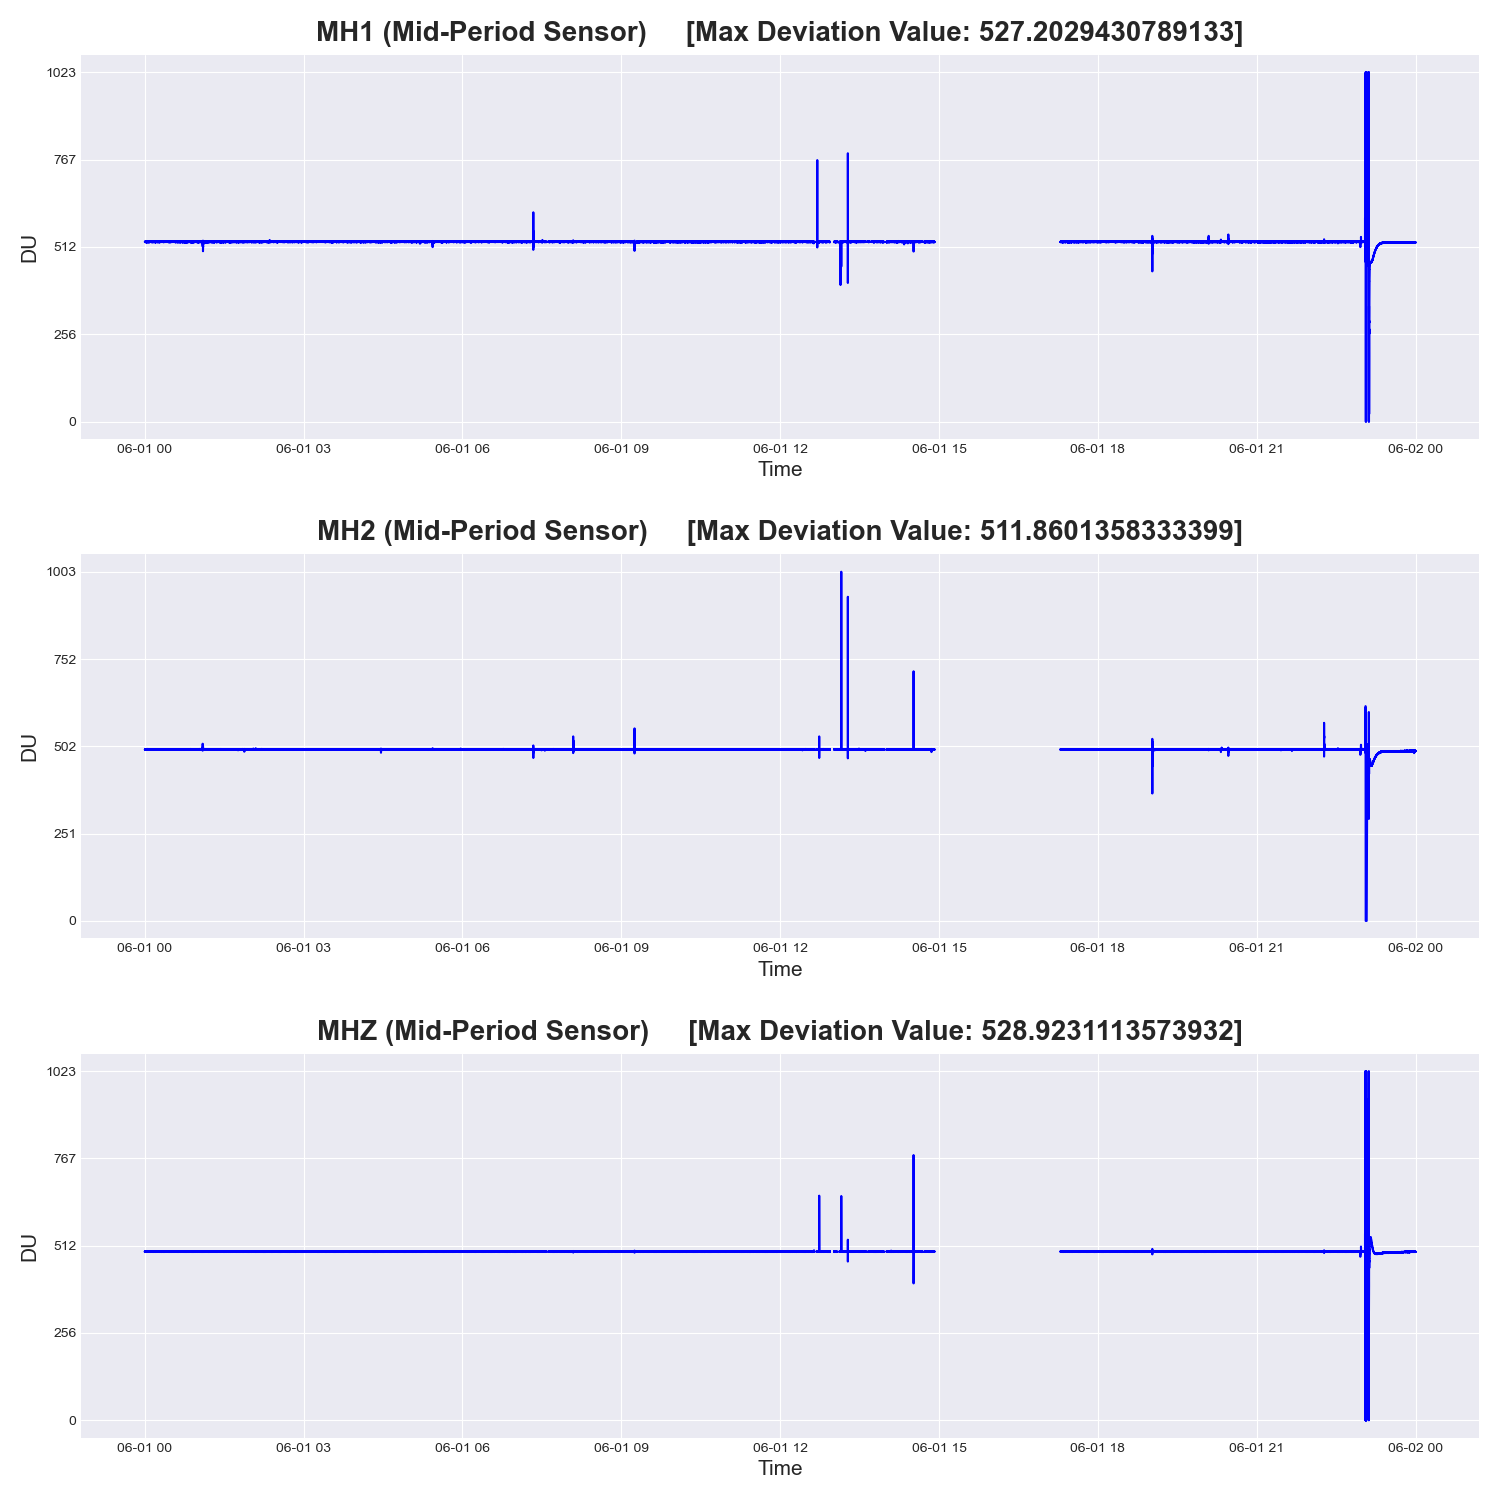 MH1 (Mid-Period Sensor) [Max Deviation Value: 527.2029430789133]
1023
767
512
256
0
DU
06-01 00 06-01 03 06-01 06 06-01 09 06-01 12 06-01 15 06-01 18 06-01 21 06-02 00
Time
MH2 (Mid-Period Sensor) [Max Deviation Value: 511.8601358333399]
1003
752
502
251
0
DU
06-01 00 06-01 03 06-01 06 06-01 09 06-01 12 06-01 15 06-01 18 06-01 21 06-02 00
Time
MHZ (Mid-Period Sensor) [Max Deviation Value: 528.9231113573932]
1023
767
512
256
0
DU
06-01 00 06-01 03 06-01 06 06-01 09 06-01 12 06-01 15 06-01 18 06-01 21 06-02 00
Time